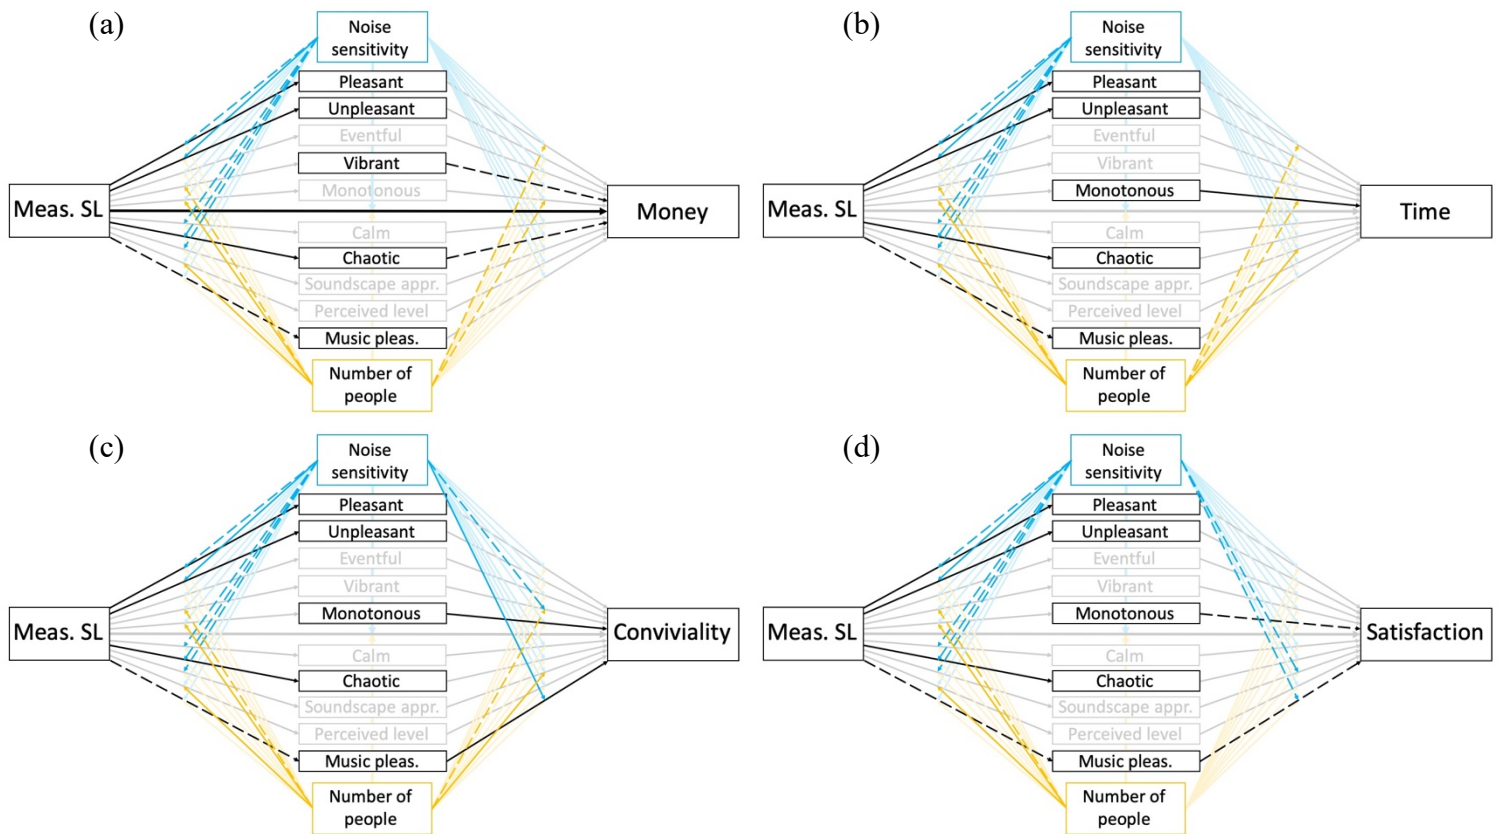 (a)
Noise
sensitivity
Pleasant
Unpleasant
Eventful
Vibrant
Monotonous
Meas. SL
Money
Calm
Chaotic
Soundscape appr.
Perceived level
Music pleas.
Number of
people
(b)
Noise
sensitivity
Pleasant
Unpleasant
Eventful
Vibrant
Monotonous
Meas. SL
Time
Calm
Chaotic
Soundscape appr.
Perceived level
Music pleas.
Number of
people
(c)
Noise
sensitivity
Pleasant
Unpleasant
Eventful
Vibrant
Monotonous
Meas. SL
Conviviality
Calm
Chaotic
Soundscape appr.
Perceived level
Music pleas.
Number of
people
(d)
Noise
sensitivity
Pleasant
Unpleasant
Eventful
Vibrant
Monotonous
Meas. SL
Satisfaction
Calm
Chaotic
Soundscape appr.
Perceived level
Music pleas.
Number of
people